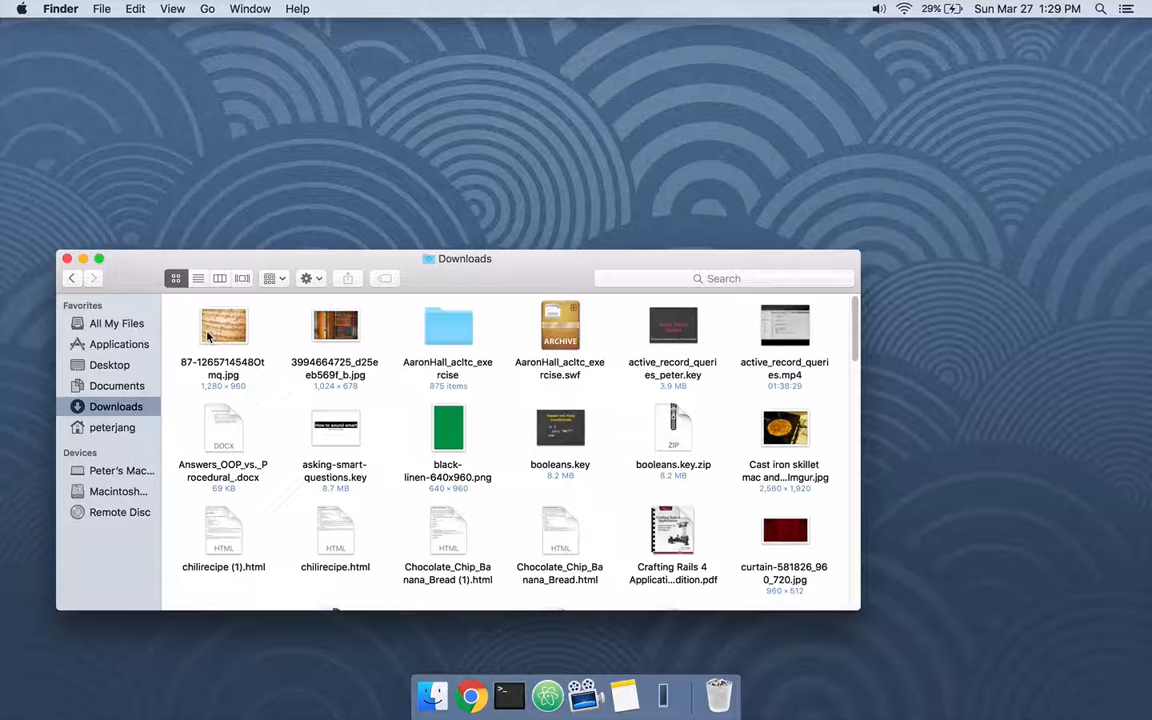 Finder File Edit View Go Window Help 29% Sun Mar 27 1:29 PM
Downloads
Search
Favorites
All My Files
Applications
Desktop
Documents
Downloads
peterjang
Devices
Peter's Mac...
Macintosh...
Remote Disc
87-1265714548Ot
mq.jpg
1,280 × 960
3994664725_d25e
eb569f_b.jpg
1,024 × 678
AaronHall_acltc_exe
rcise
875 items
ARCHIVE
AaronHall_acltc_exe
rcise.swf
active_record_queri
es_peter.key
3.9 MB
active_record_queri
es.mp4
01:38:29
DOCX
Answers_OOP_vs._P
rocedural_.docx
59 KB
How to sound smart
asking-smart-
questions.key
8.7 MB
black-
linen-640x960.png
640 × 960
booleans.key
8.2 MB
ZIP
booleans.key.zip
8.2 MB
Cast iron skillet
mac and...Imgur.jpg
2,560 × 1,920
HTML
chilirecipe (1).html
HTML
chilirecipe.html
HTML
Chocolate_Chip_Ba
nana_Bread (1).html
HTML
Chocolate_Chip_Ba
nana_Bread.html
Crafting Rails 4
Applicati...dition.pdf
curtain-581826_96
0_720.jpg
960 × 512